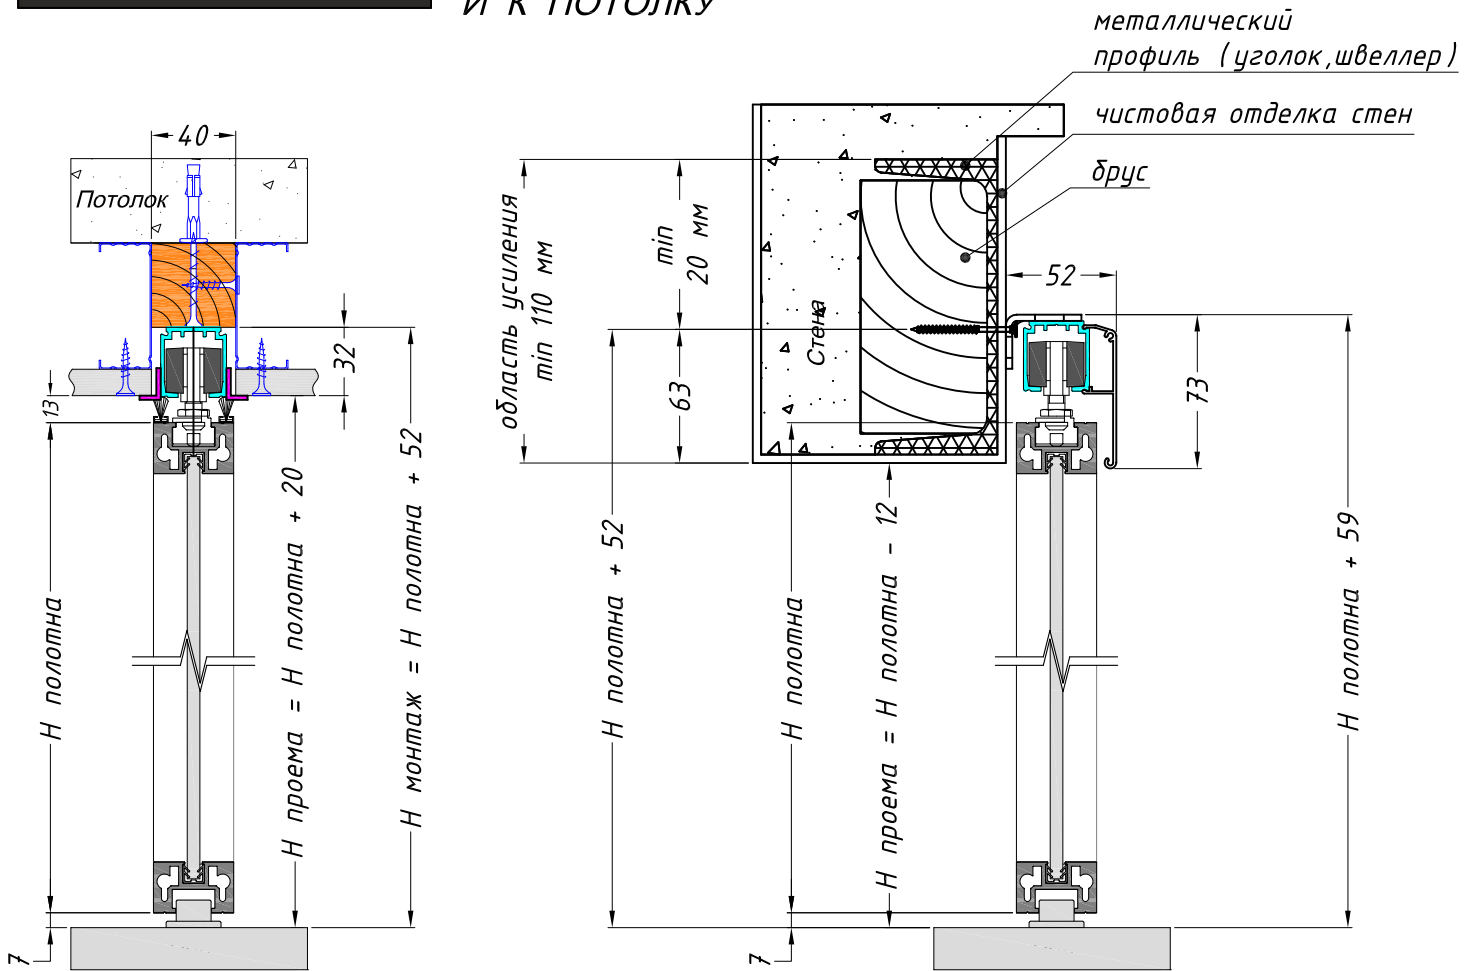 И К ПОТОЛКУ
металлический
профиль (уголок,швеллер)
чистовая отделка стен
брус
40
Потолок
32
13
Н полотна
Н проема = Н полотна + 20
Н монтаж = Н полотна + 52
7
область усиления
min 110 мм
min
20 мм
63
Стена
52
73
Н полотна + 52
Н полотна
Н проема = Н полотна - 12
Н полотна + 59
7